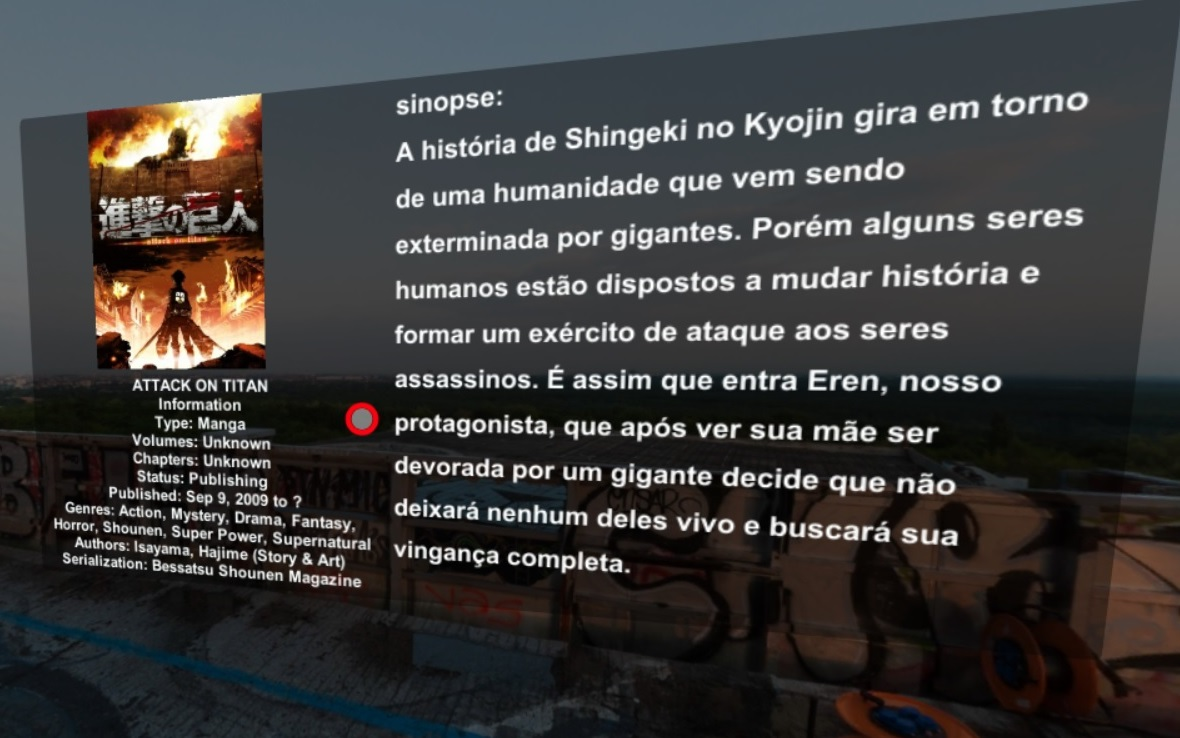 進撃の巨人
attack on titan
ATTACK ON TITAN
Information
Type: Manga
Volumes: Unknown
Chapters: Unknown
Status: Publishing
Published: Sep 9, 2009 to ?
Genres: Action, Mystery, Drama, Fantasy,
Horror, Shounen, Super Power, Supernatural
Authors: Isayama, Hajime (Story & Art)
Serialization: Bessatsu Shounen Magazine
sinopse:
A história de Shingeki no Kyojin gira em torno
de uma humanidade que vem sendo
exterminada por gigantes. Porém alguns seres
humanos estão dispostos a mudar história e
formar um exército de ataque aos seres
assassinos. É assim que entra Eren, nosso
protagonista, que após ver sua mãe ser
devorada por um gigante decide que não
deixará nenhum deles vivo e buscará sua
vingança completa.